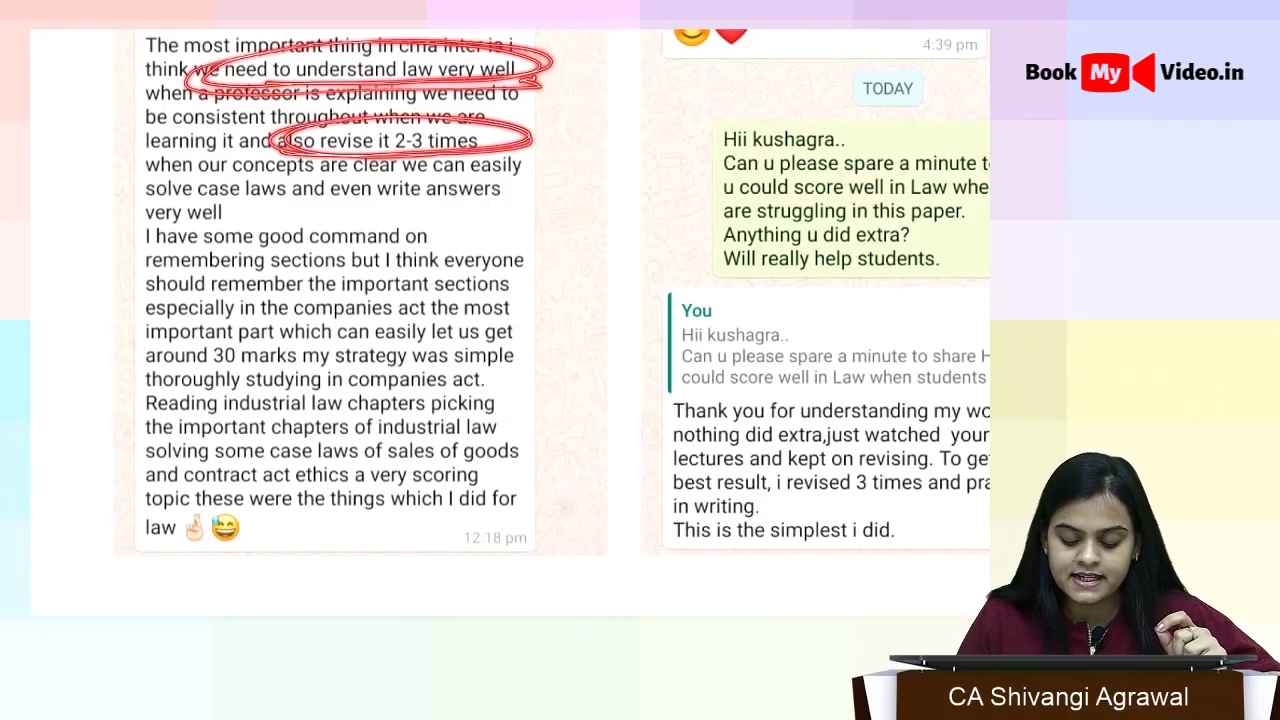 The most important thing in cma inter is i
think we need to understand law very well
when a professor is explaining we need to
be consistent throughout when we are
learning it and also revise it 2-3 times
when our concepts are clear we can easily
solve case laws and even write answers
very well
I have some good command on
remembering sections but I think everyone
should remember the important sections
especially in the companies act the most
important part which can easily let us get
around 30 marks my strategy was simple
thoroughly studying in companies act.
Reading industrial law chapters picking
the important chapters of industrial law
solving some case laws of sales of goods
and contract act ethics a very scoring
topic these were the things which I did for
law 🤞🏻😅
12:18 pm
4:39 pm
TODAY
Hii kushagra..
Can u please spare a minute
u could score well in Law
are struggling in this paper.
Anything u did extra?
Will really help students.
You
Hii kushagra..
Can u please spare a minute to share
could score well in Law when students
Thank you for understanding my
nothing did extra,just watched your
lectures and kept on revising. To
best result, i revised 3 times and
in writing.
This is the simplest i did.
Book My Video.in
CA Shivangi Agrawal